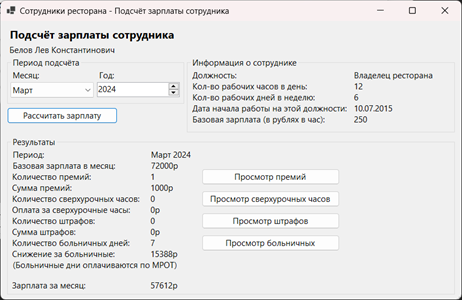 Сотрудники ресторана - Подсчёт зарплаты сотрудника
Подсчёт зарплаты сотрудника
Белов Лев Константинович
Период подсчёта
Месяц: Год:
Март 2024
Рассчитать зарплату
Информация о сотруднике
Должность: Владелец ресторана
Кол-во рабочих часов в день: 12
Кол-во рабочих дней в неделю: 6
Дата начала работы на этой должности: 10.07.2015
Базовая зарплата (в рублях в час): 250
Результаты
Период: Март 2024
Базовая зарплата в месяц: 72000р
Количество премий: 1 Просмотр премий
Сумма премий: 1000р
Количество сверхурочных часов: 0 Просмотр сверхурочных часов
Оплата за сверхурочные часы: 0р
Количество штрафов: 0 Просмотр штрафов
Сумма штрафов: 0р
Количество больничных дней: 7 Просмотр больничных
Снижение за больничные: 15388р
(Больничные дни оплачиваются по МРОТ)
Зарплата за месяц: 57612р